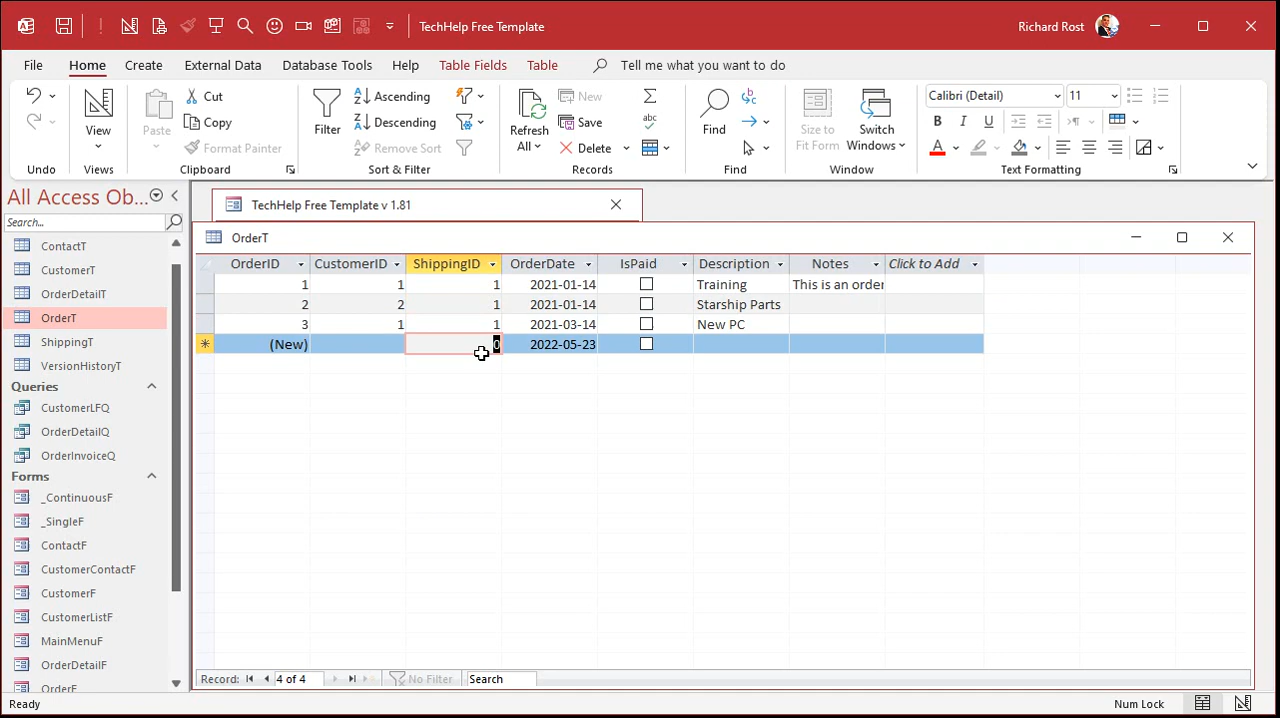 TechHelp Free Template
Richard Rost
File Home Create External Data Database Tools Help Table Fields Table Tell me what you want to do
Undo
View
Views
Paste
Cut
Copy
Format Painter
Clipboard
Filter
Ascending
Descending
Remove Sort
Sort & Filter
Refresh
All
New
Save
Delete
Records
Find
Find
Size to
Fit Form
Switch
Windows
Window
Calibri (Detail) 11
B I U
A
Text Formatting
All Access Ob...
Search...
ContactT
CustomerT
OrderDetailT
OrderT
ShippingT
VersionHistoryT
Queries
CustomerLFQ
OrderDetailQ
OrderInvoiceQ
Forms
_ContinuousF
_SingleF
ContactF
CustomerContactF
CustomerF
CustomerListF
MainMenuF
OrderDetailF
OrderF
TechHelp Free Template v 1.81
OrderT
OrderID CustomerID ShippingID OrderDate IsPaid Description Notes Click to Add
1 1 1 2021-01-14 Training This is an order
2 2 1 2021-01-14 Starship Parts
3 1 1 2021-03-14 New PC
(New) 0 2022-05-23
Record: 4 of 4 No Filter Search
Ready
Num Lock